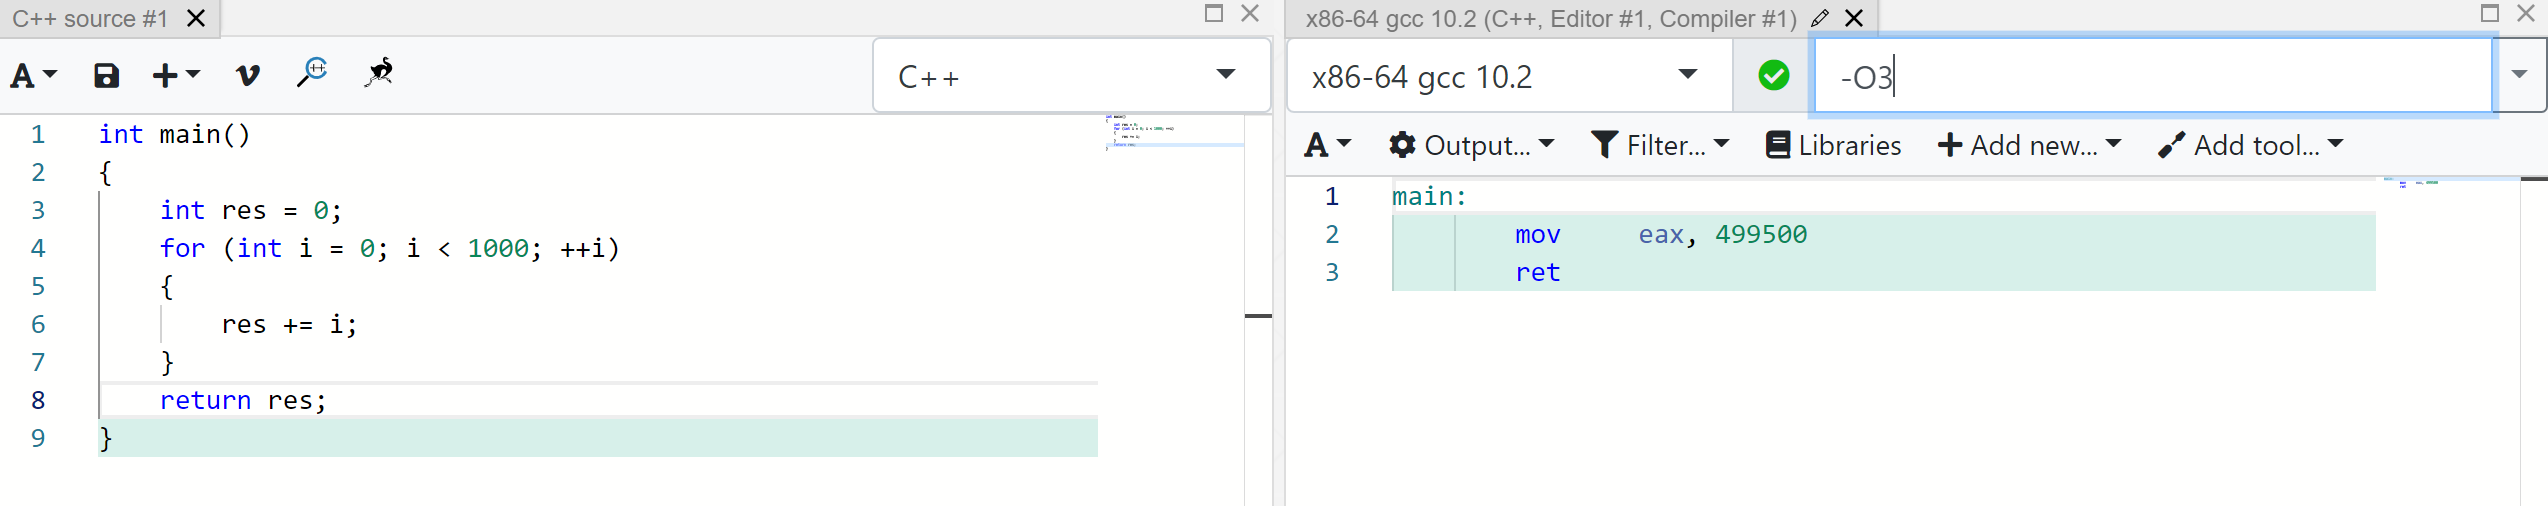 C++ source #1
C++
1 int main()
2 {
3 int res = 0;
4 for (int i = 0; i < 1000; ++i)
5 {
6 res += i;
7 }
8 return res;
9 }
x86-64 gcc 10.2 (C++, Editor #1, Compiler #1)
x86-64 gcc 10.2
-O3
A Output... Filter... Libraries Add new... Add tool...
1 main:
2 mov eax, 499500
3 ret